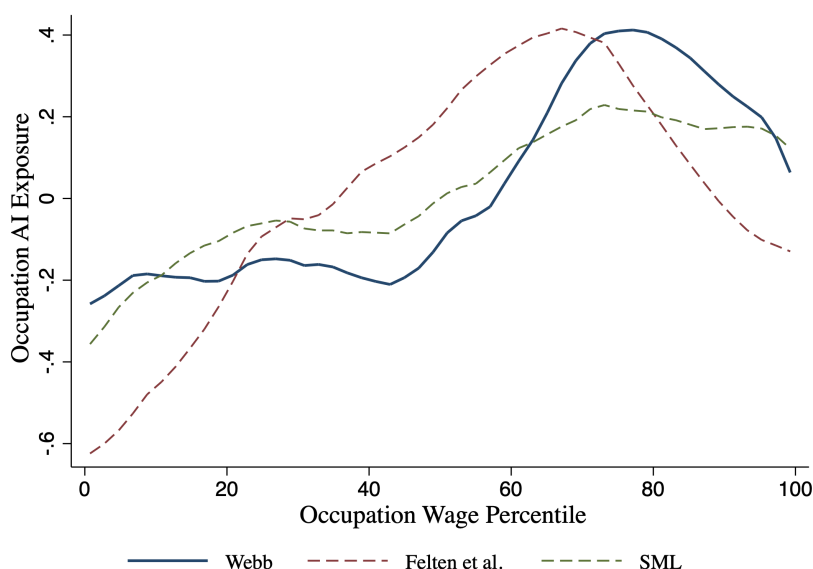 .4
.2
0
-.2
-.4
-.6
Occupation AI Exposure
0 20 40 60 80 100
Occupation Wage Percentile
Webb Felten et al. SML